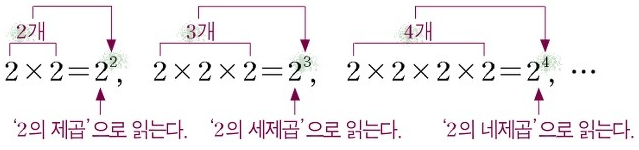 2개 3개 4개
2×2=2², 2×2×2=2³, 2×2×2×2=2⁴, ⋯
‘2의 제곱’으로 읽는다. ‘2의 세제곱’으로 읽는다. ‘2의 네제곱’으로 읽는다.